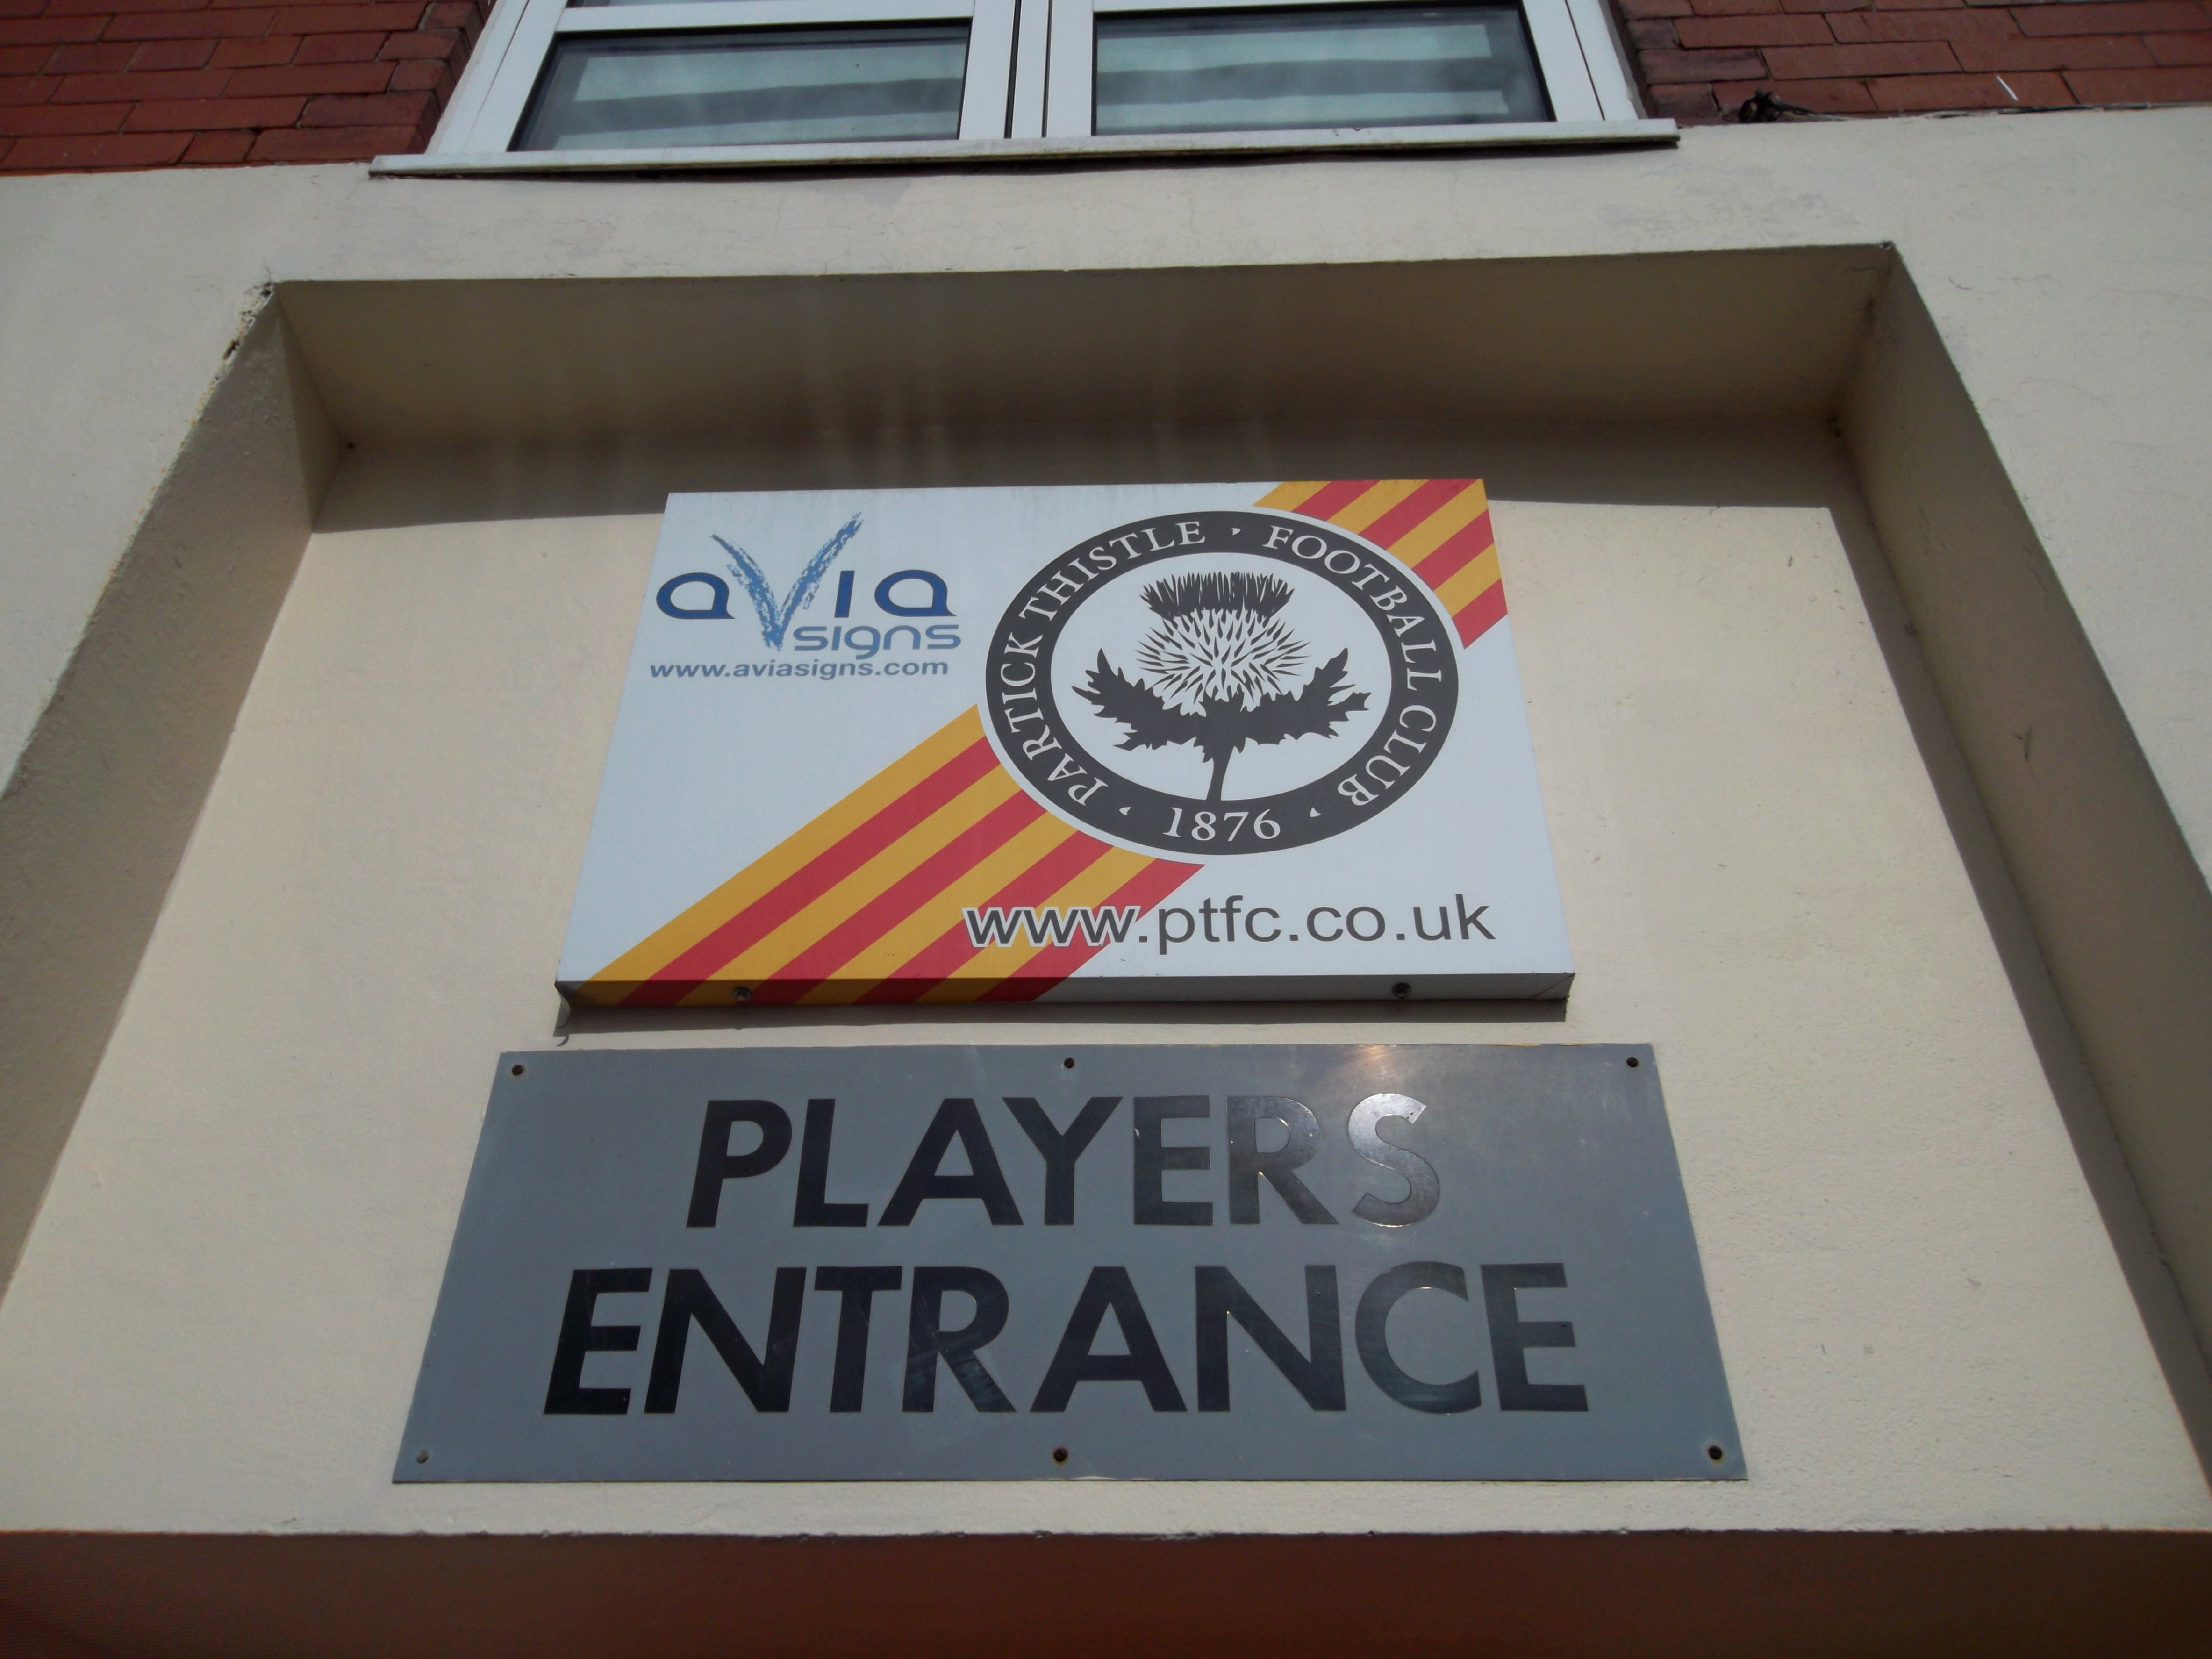 avia
signs
www.aviasigns.com
PARTICK THISTLE · FOOTBALL CLUB
· 1876 ·
www.ptfc.co.uk
PLAYERS
ENTRANCE